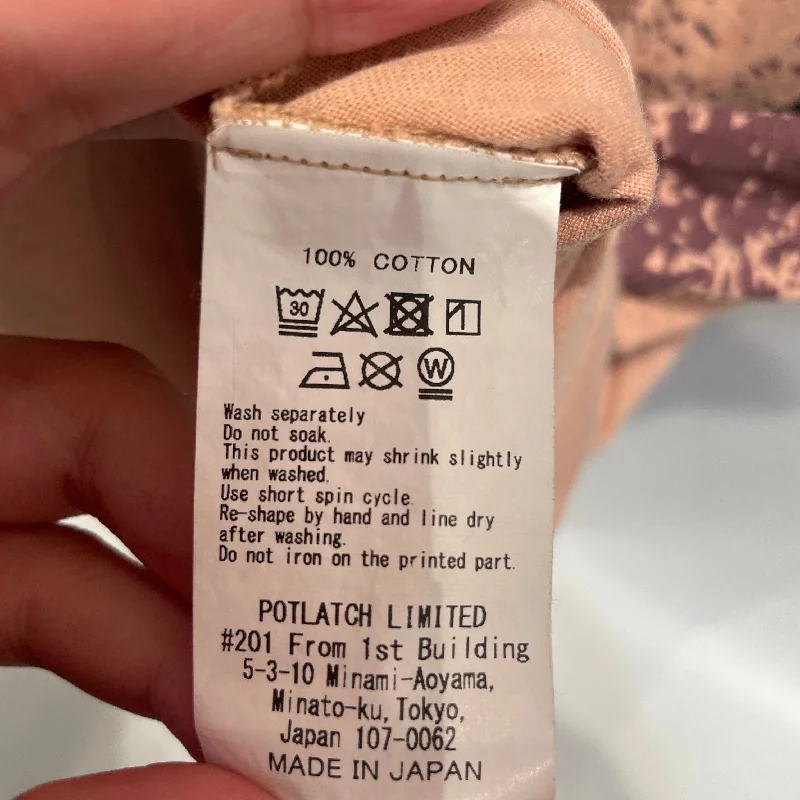 100% COTTON
30
W
Wash separately
Do not soak.
This product may shrink slightly
when washed.
Use short spin cycle.
Re-shape by hand and line dry
after washing.
Do not iron on the printed part.
POTLATCH LIMITED
#201 From 1st Building
5-3-10 Minami-Aoyama,
Minato-ku, Tokyo,
Japan 107-0062
MADE IN JAPAN